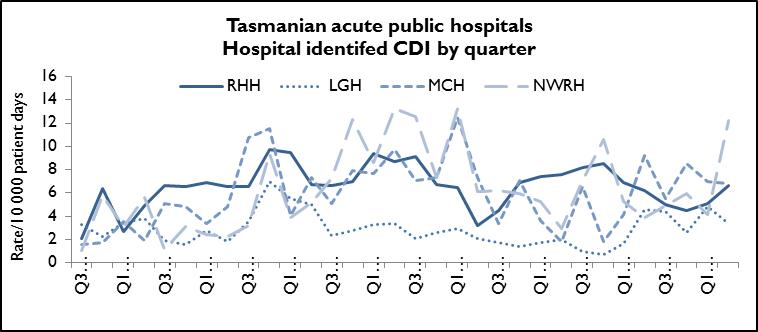 Tasmanian acute public hospitals
Hospital identifed CDI by quarter
Rate/10 000 patient days
16
14
12
10
8
6
4
2
0
RHH LGH MCH NWRH
Q3… Q1… Q3… Q1… Q3… Q1… Q3… Q1… Q3… Q1… Q3… Q1… Q3… Q1… Q3… Q1…